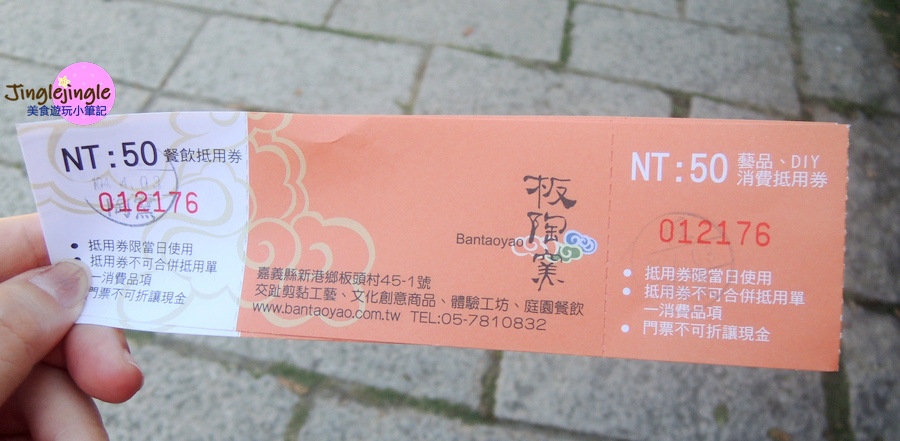 Jinglejingle
美食遊玩小筆記
NT:50 餐飲抵用券
012176
● 抵用券限當日使用
● 抵用券不可合併抵用單
一消費品項
門票不可折讓現金
板陶窯
Bantaoyao
嘉義縣新港鄉板頭村45-1號
交趾剪黏工藝、文化創意商品、體驗工坊、庭園餐飲
www.bantaoyao.com.tw TEL:05-7810832
NT:50 藝品、DIY
消費抵用券
012176
● 抵用券限當日使用
● 抵用券不可合併抵用單
一消費品項
● 門票不可折讓現金